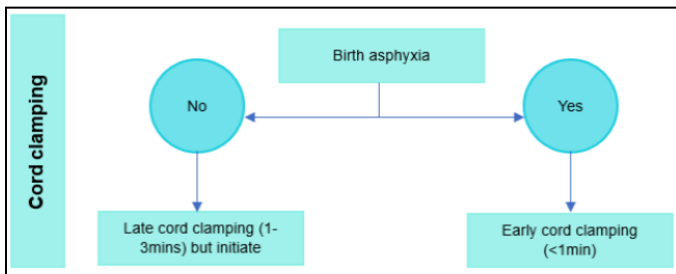 Cord clamping
Birth asphyxia
No
Yes
Late cord clamping (1-
3mins) but initiate
Early cord clamping
(<1min)